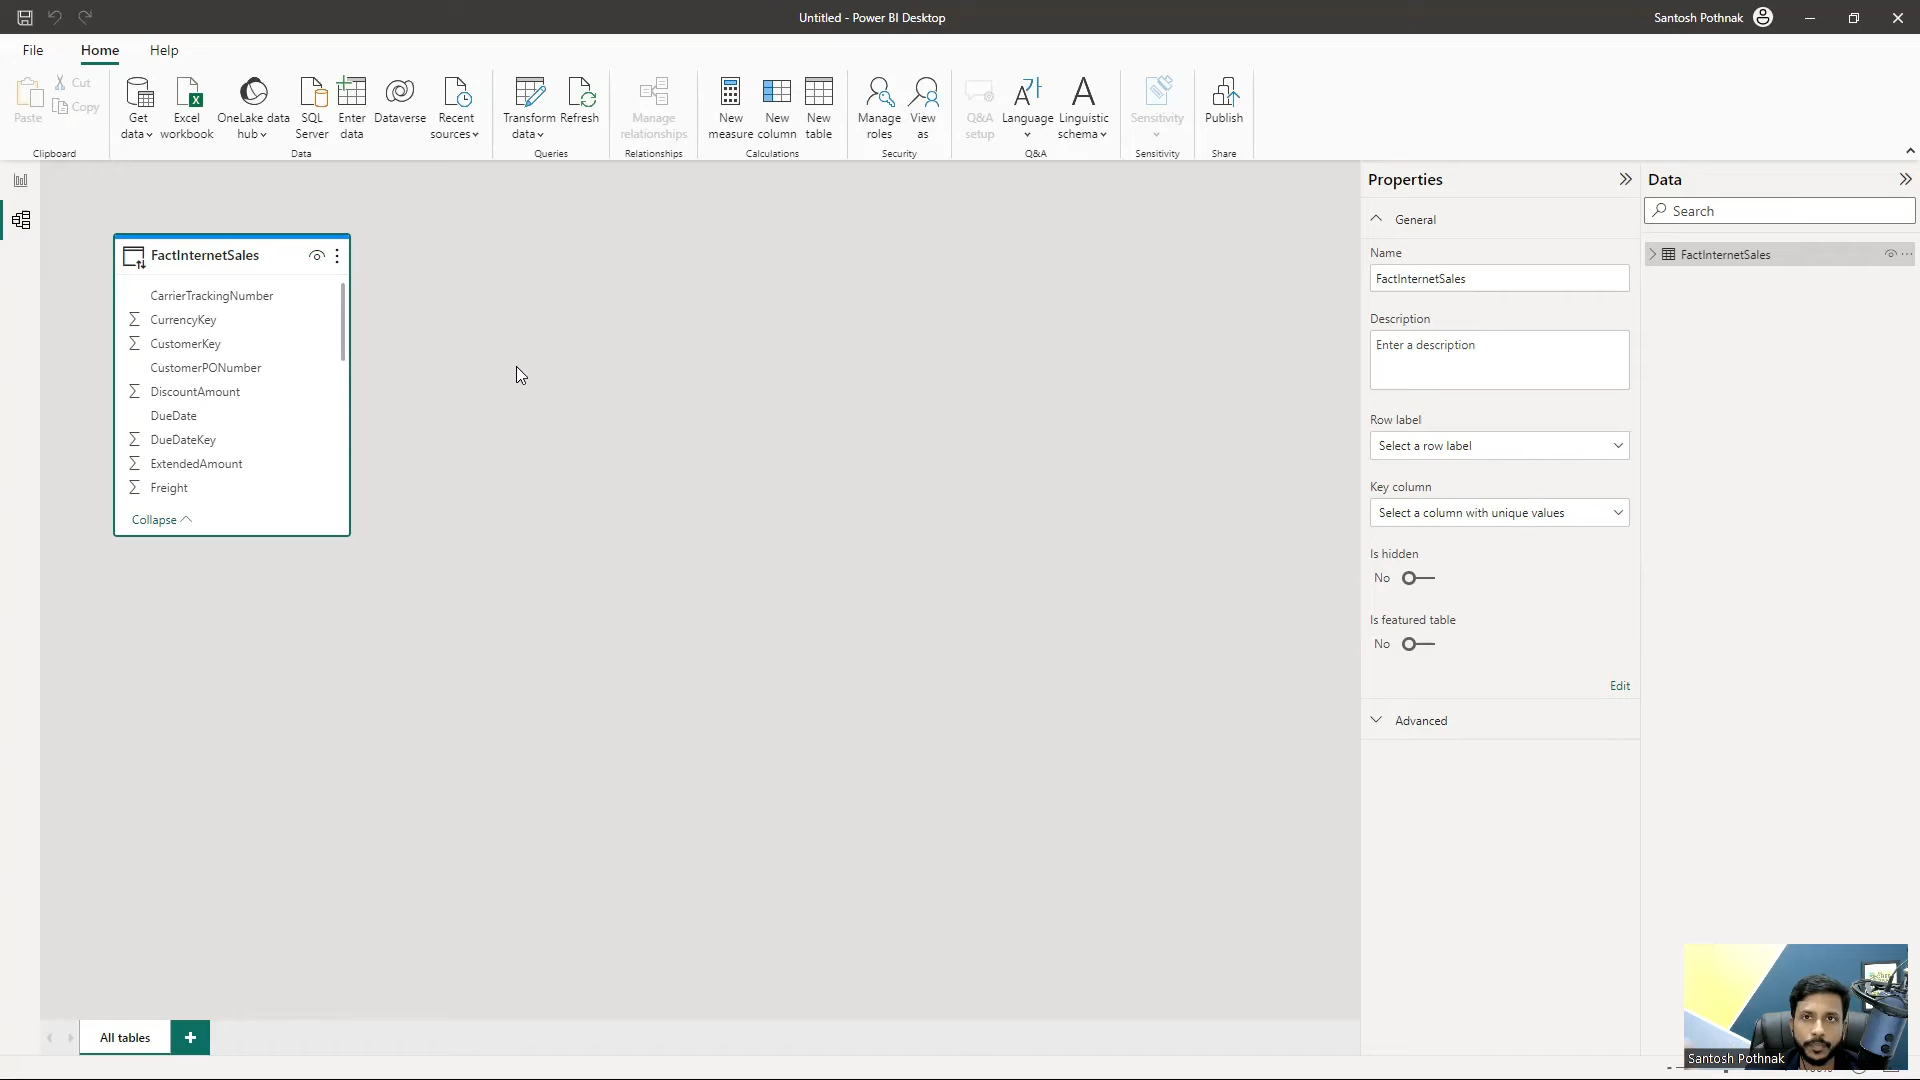 Untitled - Power BI Desktop
Santosh Pothnak
File
Home
Help
Paste
Cut
Copy
Clipboard
Get data
Excel workbook
OneLake data hub
SQL Server
Enter data
Dataverse
Recent sources
Data
Transform data
Refresh
Queries
Manage relationships
Relationships
New measure
New column
New table
Calculations
Manage roles
View as
Security
Q&A setup
Language
Linguistic schema
Q&A
Sensitivity
Sensitivity
Publish
Share
FactInternetSales
CarrierTrackingNumber
CurrencyKey
CustomerKey
CustomerPONumber
DiscountAmount
DueDate
DueDateKey
ExtendedAmount
Freight
Collapse
Properties
General
Name
FactInternetSales
Description
Enter a description
Row label
Select a row label
Key column
Select a column with unique values
Is hidden
No
Is featured table
No
Edit
Advanced
Data
Search
FactInternetSales
All tables
Santosh Pothnak